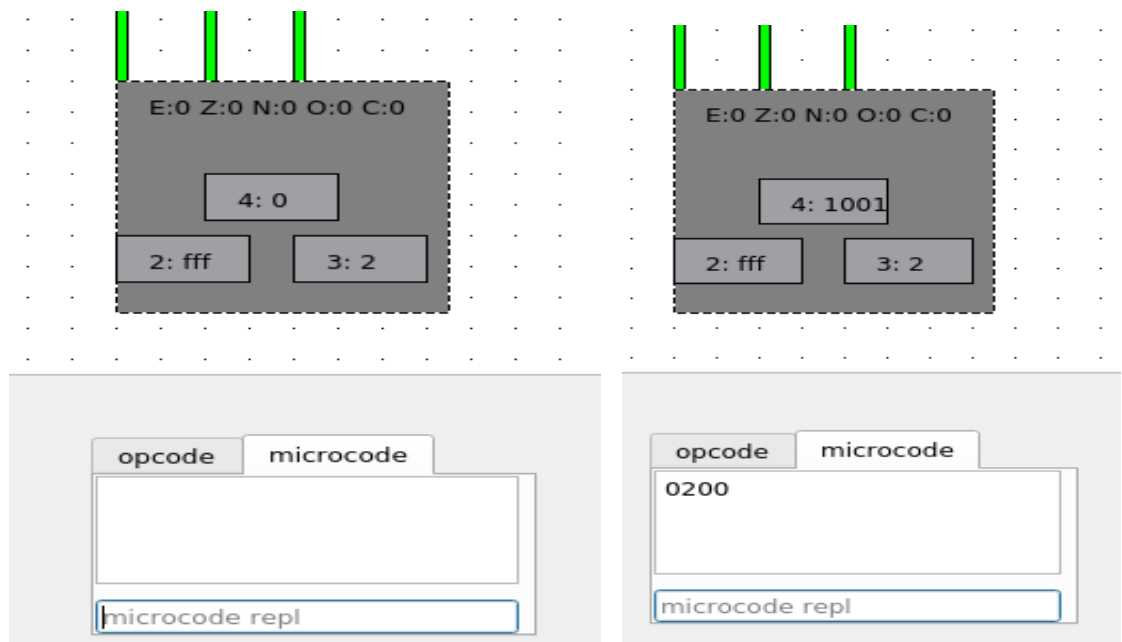 E:0 Z:0 N:0 O:0 C:0
4: 0
2: fff 3: 2
opcode microcode
microcode repl
E:0 Z:0 N:0 O:0 C:0
4: 1001
2: fff 3: 2
opcode microcode
0200
microcode repl